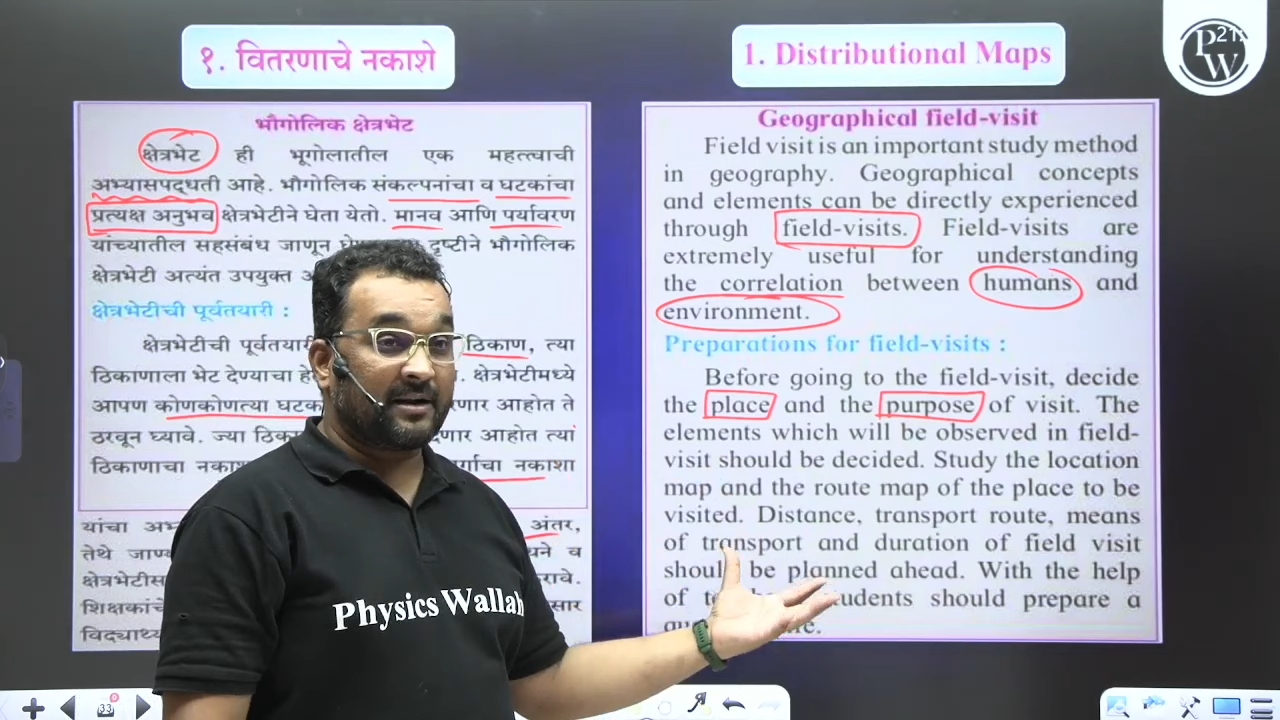 १. वितरणाचे नकाशे
भौगोलिक क्षेत्रभेट
क्षेत्रभेट ही भूगोलातील एक महत्त्वाची
अभ्यासपद्धती आहे. भौगोलिक संकल्पनांचा व घटकांचा
प्रत्यक्ष अनुभव क्षेत्रभेटीने घेता येतो. मानव आणि पर्यावरण
यांच्यातील सहसंबंध जाणून दृष्टीने भौगोलिक
क्षेत्रभेटी अत्यंत उपयुक्त
क्षेत्रभेटीची पूर्वतयारी :
क्षेत्रभेटीची ठिकाण, त्या
ठिकाणाला भेट देण्याचा क्षेत्रभेटीमध्ये
आपण कोणकोणत्या आहोत ते
ठरवून घ्यावे. ज्या आहोत त्या
ठिकाणाचा नकाशा
यांचा अंतर,
तेथे व
1. Distributional Maps
Geographical field-visit
Field visit is an important study method
in geography. Geographical concepts
and elements can be directly experienced
through field-visits. Field-visits are
extremely useful for understanding
the correlation between humans and
environment.
Preparations for field-visits :
Before going to the field-visit, decide
the place and the purpose of visit. The
elements which will be observed in field-
visit should be decided. Study the location
map and the route map of the place to be
visited. Distance, transport route, means
of transport and duration of field visit
be planned ahead. With the help
of students should prepare a
PW
Physics Wallah
33